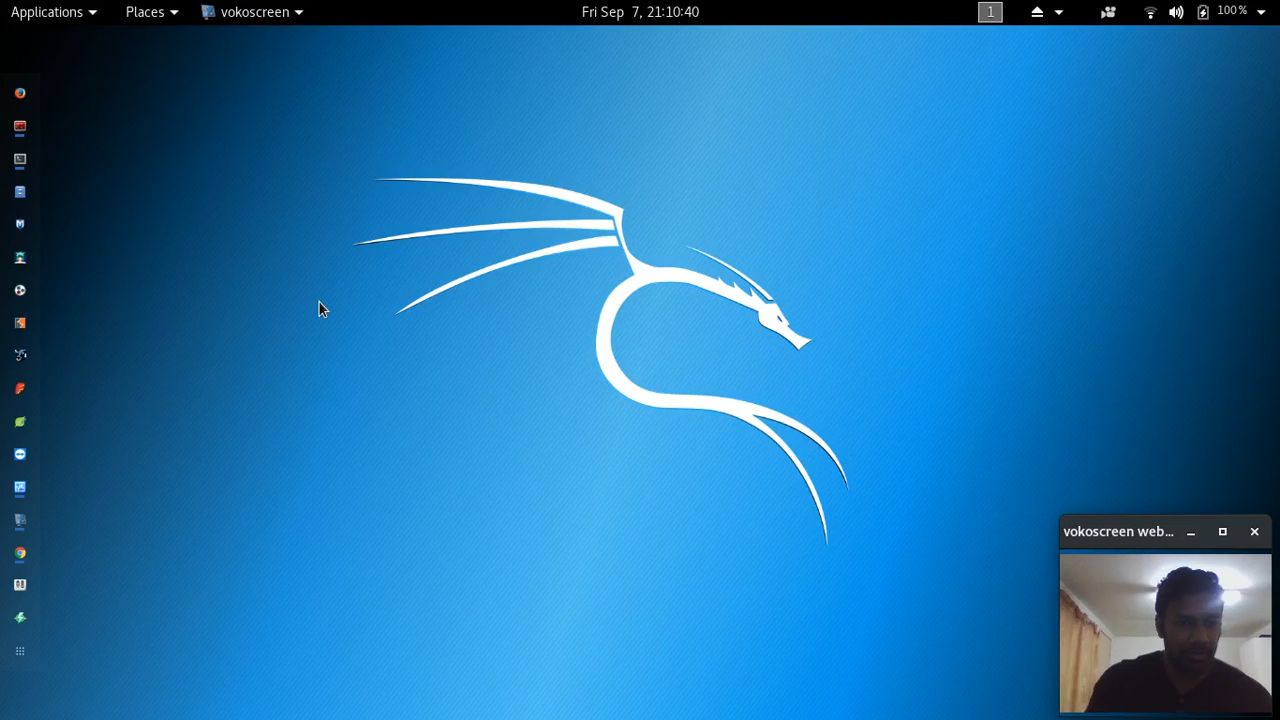 Applications Places vokoscreen Fri Sep 7, 21:10:40 1 100%
vokoscreen web...